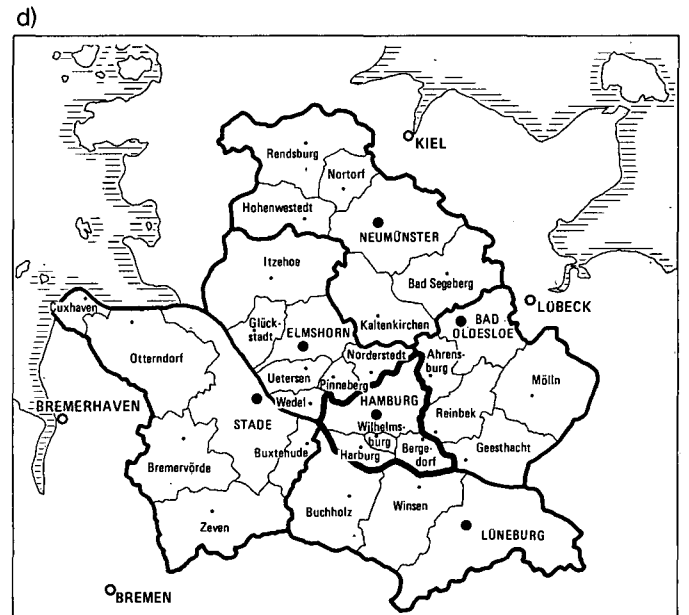 d)
KIEL
Rendsburg
Nortorf
Hohenwestedt
NEUMÜNSTER
Itzehoe
Bad Segeberg
LÜBECK
Cuxhaven
Glück-
stadt
ELMSHORN
Kaltenkirchen
BAD
OLDESLOE
Otterndorf
Norderstedt
Ahrens-
burg
Uetersen
Pinneberg
Mölln
Wedel
HAMBURG
BREMERHAVEN
STADE
Wilhelms-
burg
Reinbek
Buxtehude
Harburg
Berge-
dorf
Geesthacht
Bremervörde
Buchholz
Winsen
Zeven
LÜNEBURG
BREMEN